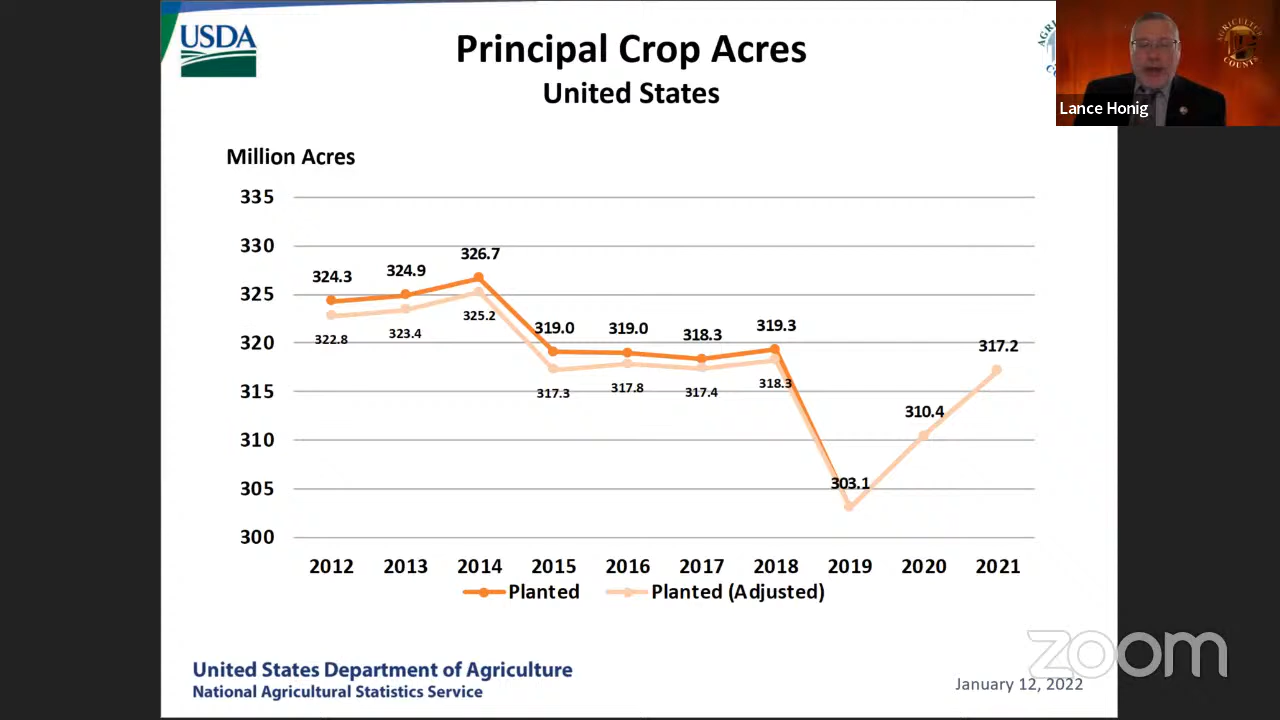 USDA
Principal Crop Acres
United States
AGRICULTURE
COUNTS
Lance Honig
Million Acres
335
330
325
320
315
310
305
300
324.3
324.9
326.7
319.0
319.0
318.3
319.3
303.1
310.4
317.2
322.8
323.4
325.2
317.3
317.8
317.4
318.3
2012 2013 2014 2015 2016 2017 2018 2019 2020 2021
Planted Planted (Adjusted)
United States Department of Agriculture
National Agricultural Statistics Service
January 12, 2022
zoom